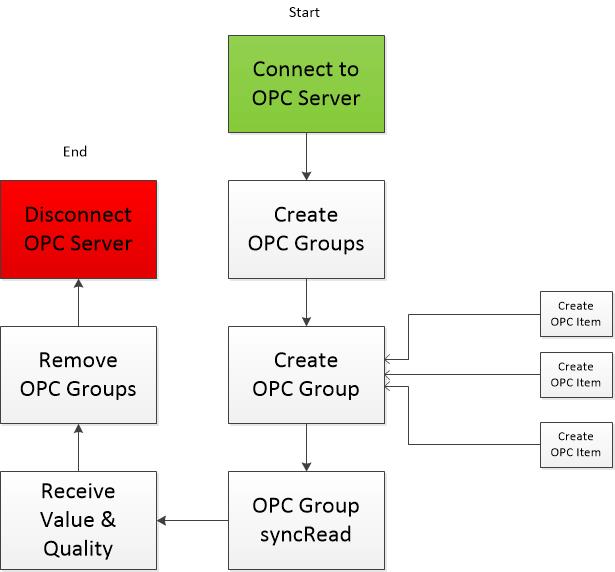 Start
Connect to
OPC Server
End
Disconnect
OPC Server
Create
OPC Groups
Create
OPC Item
Remove
OPC Groups
Create
OPC Group
Create
OPC Item
Create
OPC Item
Receive
Value &
Quality
OPC Group
syncRead